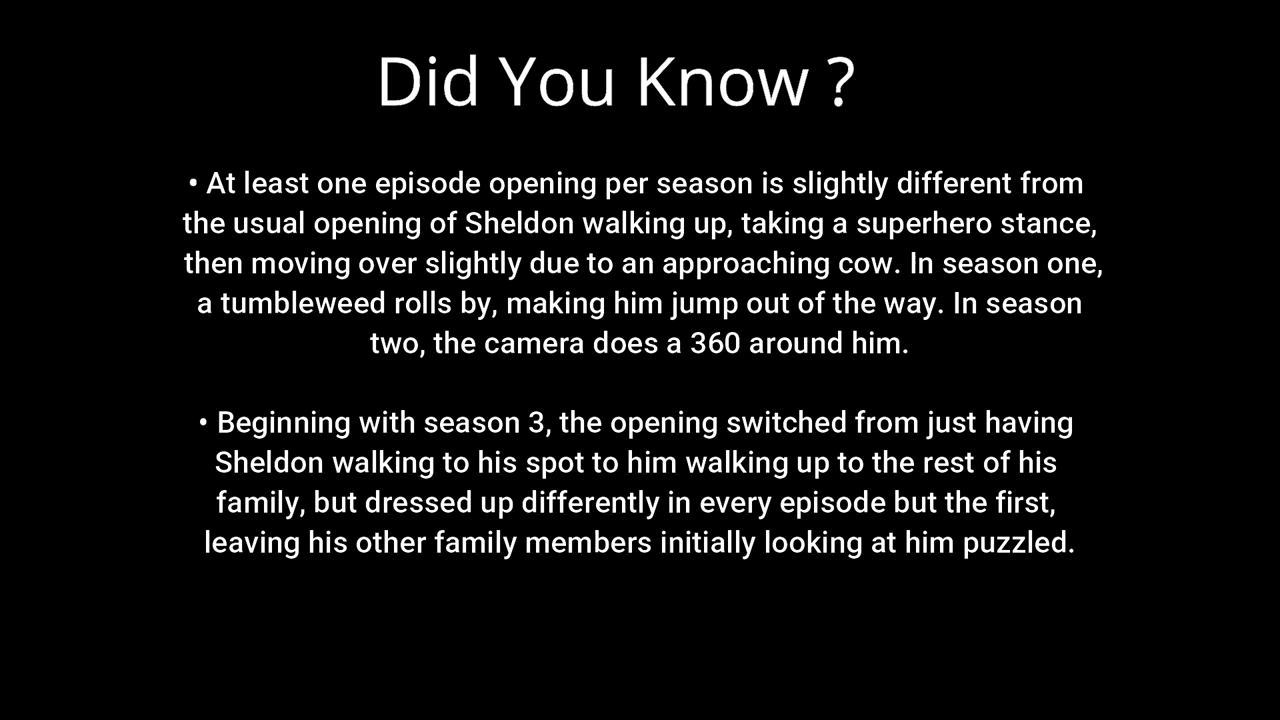 Did You Know ?
• At least one episode opening per season is slightly different from
the usual opening of Sheldon walking up, taking a superhero stance,
then moving over slightly due to an approaching cow. In season one,
a tumbleweed rolls by, making him jump out of the way. In season
two, the camera does a 360 around him.
• Beginning with season 3, the opening switched from just having
Sheldon walking to his spot to him walking up to the rest of his
family, but dressed up differently in every episode but the first,
leaving his other family members initially looking at him puzzled.